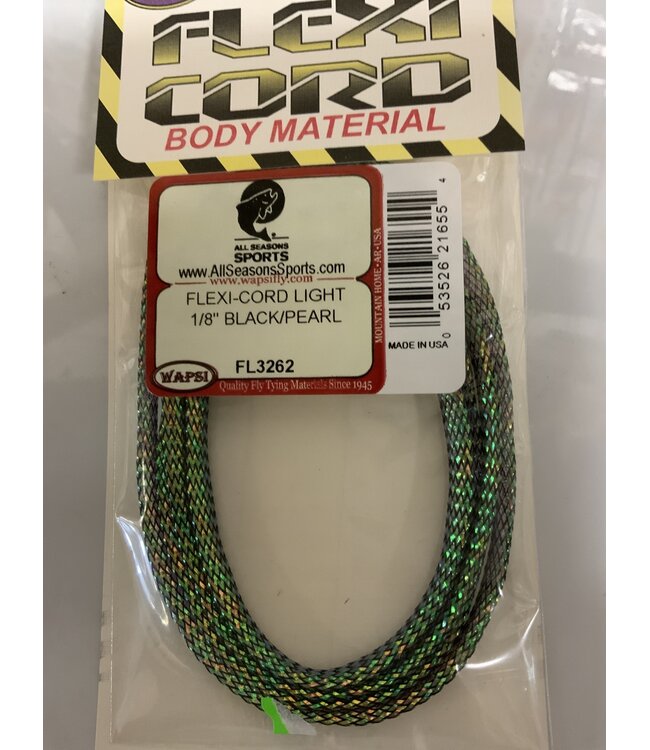 FLEXI
CORD
BODY MATERIAL
ALL SEASONS
SPORTS
www.AllSeasonsSports.com
www.wapsifly.com
FLEXI-CORD LIGHT
1/8" BLACK/PEARL
FL3262
WAPSI
Quality Fly Tying Materials Since 1945
MOUNTAIN HOME • AR • USA
0 53526 21655 4
MADE IN USA